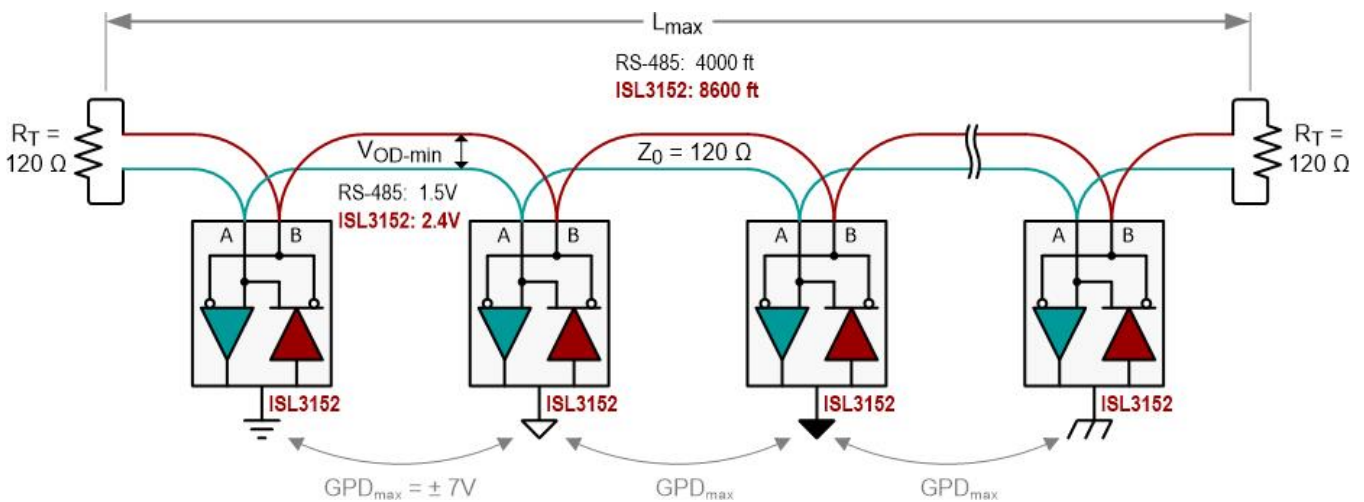 Lmax
RS-485: 4000 ft
ISL3152: 8600 ft
RT =
120 Ω
VOD-min
Z0 = 120 Ω
RT =
120 Ω
RS-485: 1.5V
ISL3152: 2.4V
A B
A B
A B
A B
ISL3152
ISL3152
ISL3152
ISL3152
GPDmax = ± 7V
GPDmax
GPDmax